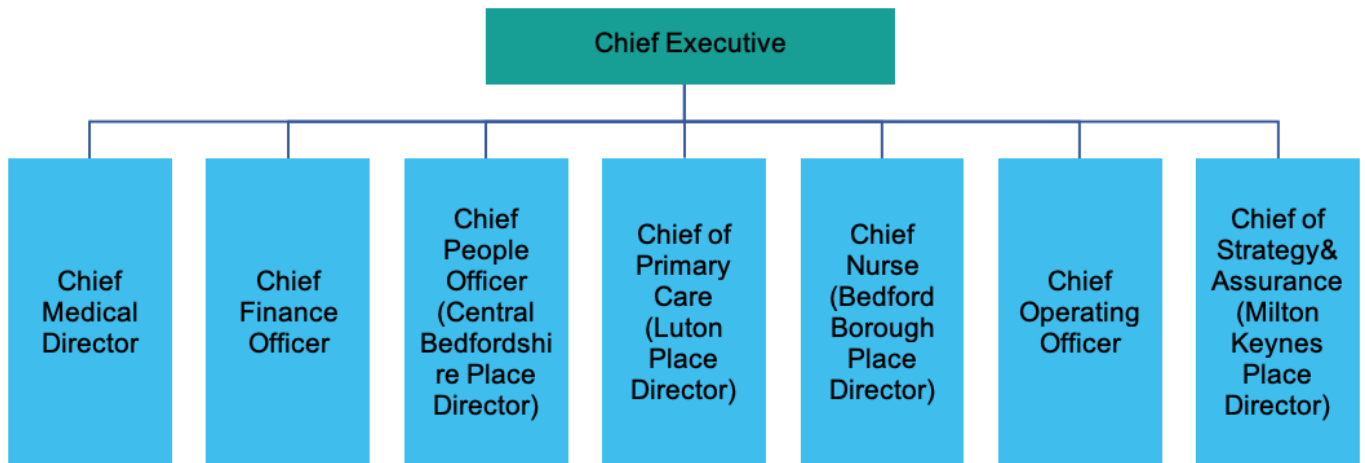 Chief Executive
Chief
Medical
Director
Chief
Finance
Officer
Chief
People
Officer
(Central
Bedfordshi
re Place
Director)
Chief of
Primary
Care
(Luton
Place
Director)
Chief
Nurse
(Bedford
Borough
Place
Director)
Chief
Operating
Officer
Chief of
Strategy&
Assurance
(Milton
Keynes
Place
Director)